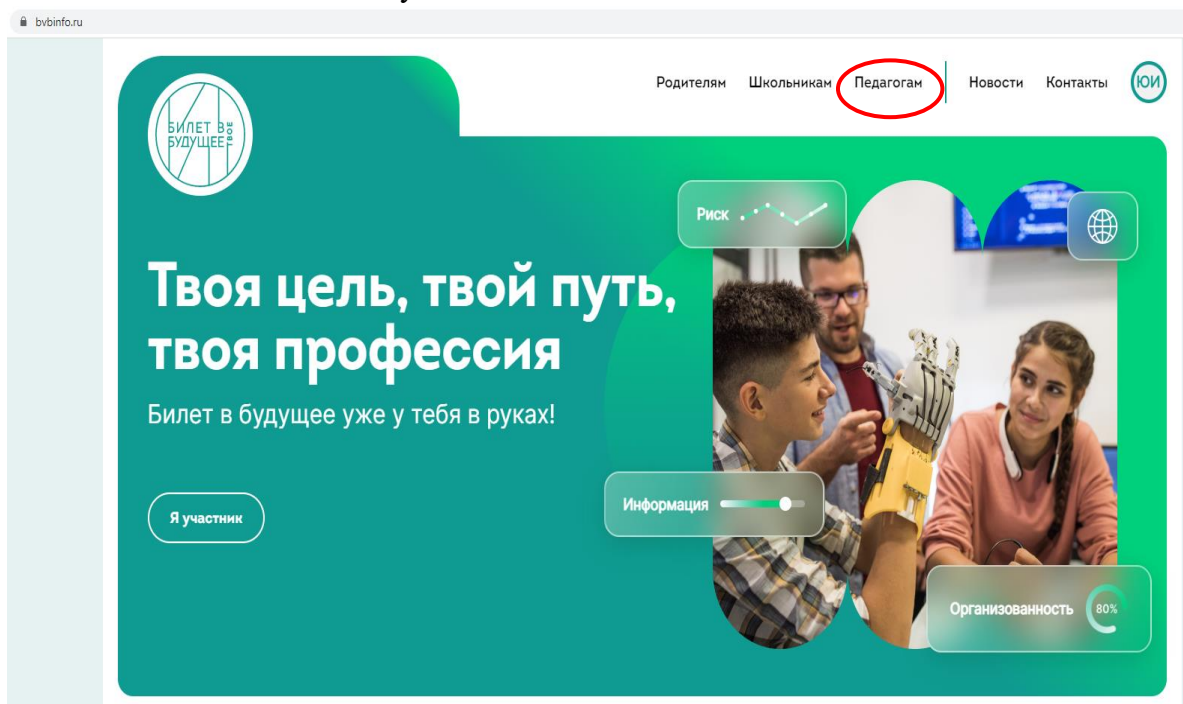 bvbinfo.ru
Родителям Школьникам Педагогам Новости Контакты ЮИ
БИЛЕТ В
БУДУЩЕЕ
ТВОЕ
Риск
Твоя цель, твой путь,
твоя профессия
Билет в будущее уже у тебя в руках!
Я участник
Информация
Организованность 80%